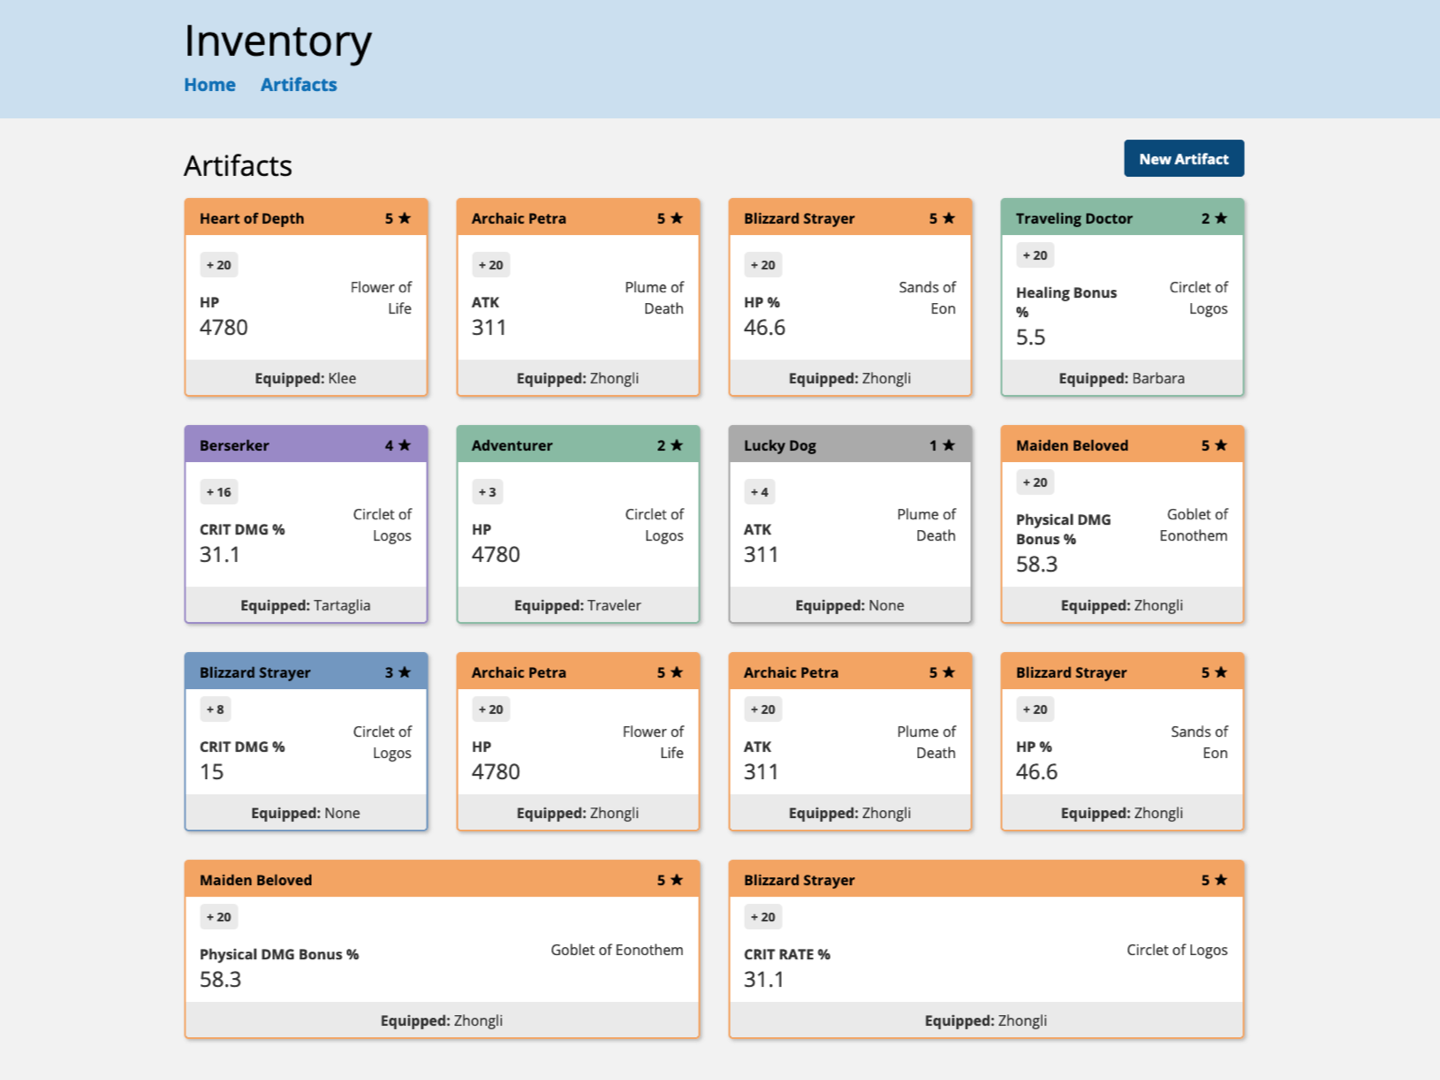 Inventory
Home Artifacts
Artifacts
New Artifact
Heart of Depth 5 ★
+ 20
Flower of
Life
HP
4780
Equipped: Klee
Archaic Petra 5 ★
+ 20
Plume of
Death
ATK
311
Equipped: Zhongli
Blizzard Strayer 5 ★
+ 20
Sands of
Eon
HP %
46.6
Equipped: Zhongli
Traveling Doctor 2 ★
+ 20
Healing Bonus
%
5.5
Circlet of
Logos
Equipped: Barbara
Berserker 4 ★
+ 16
Circlet of
Logos
CRIT DMG %
31.1
Equipped: Tartaglia
Adventurer 2 ★
+ 3
Circlet of
Logos
HP
4780
Equipped: Traveler
Lucky Dog 1 ★
+ 4
Plume of
Death
ATK
311
Equipped: None
Maiden Beloved 5 ★
+ 20
Physical DMG
Bonus %
58.3
Goblet of
Eonothem
Equipped: Zhongli
Blizzard Strayer 3 ★
+ 8
Circlet of
Logos
CRIT DMG %
15
Equipped: None
Archaic Petra 5 ★
+ 20
Flower of
Life
HP
4780
Equipped: Zhongli
Archaic Petra 5 ★
+ 20
Plume of
Death
ATK
311
Equipped: Zhongli
Blizzard Strayer 5 ★
+ 20
Sands of
Eon
HP %
46.6
Equipped: Zhongli
Maiden Beloved 5 ★
+ 20
Physical DMG Bonus %
58.3
Goblet of Eonothem
Equipped: Zhongli
Blizzard Strayer 5 ★
+ 20
CRIT RATE %
31.1
Circlet of Logos
Equipped: Zhongli